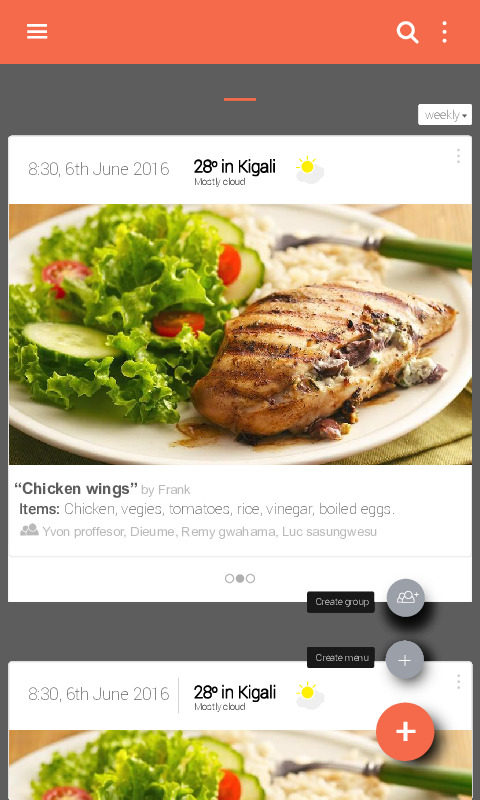 weekly
8:30, 6th June 2016
28º in Kigali
Mostly cloud
“Chicken wings” by Frank
Items: Chicken, vegies, tomatoes, rice, vinegar, boiled eggs.
Yvon proffesor, Dieume, Remy gwahama, Luc sasungwesu
Create group
Create menu
8:30, 6th June 2016
28º in Kigali
Mostly cloud